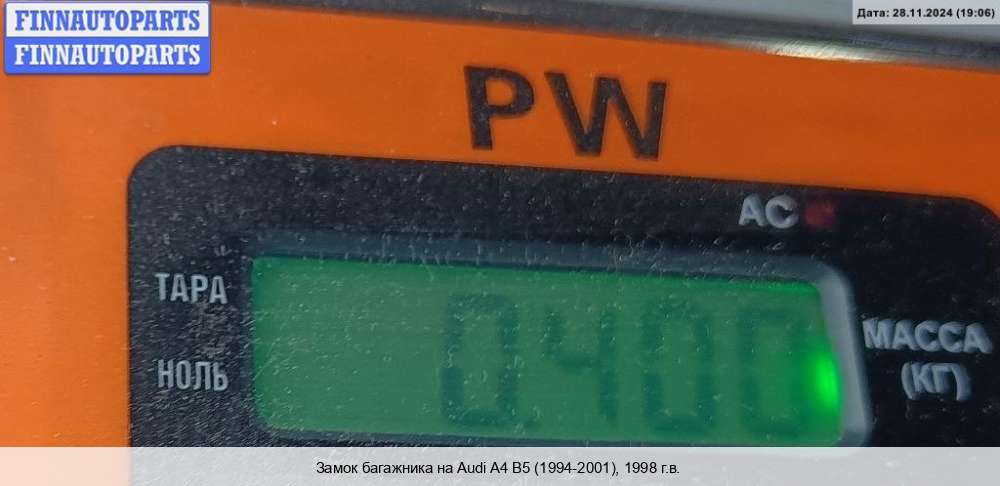 FINNAUTOPARTS
FINNAUTOPARTS
Дата: 28.11.2024 (19:06)
PW
AC
ТАРА
НОЛЬ
0.400
МАССА
(КГ)
Замок багажника на Audi A4 B5 (1994-2001), 1998 г.в.